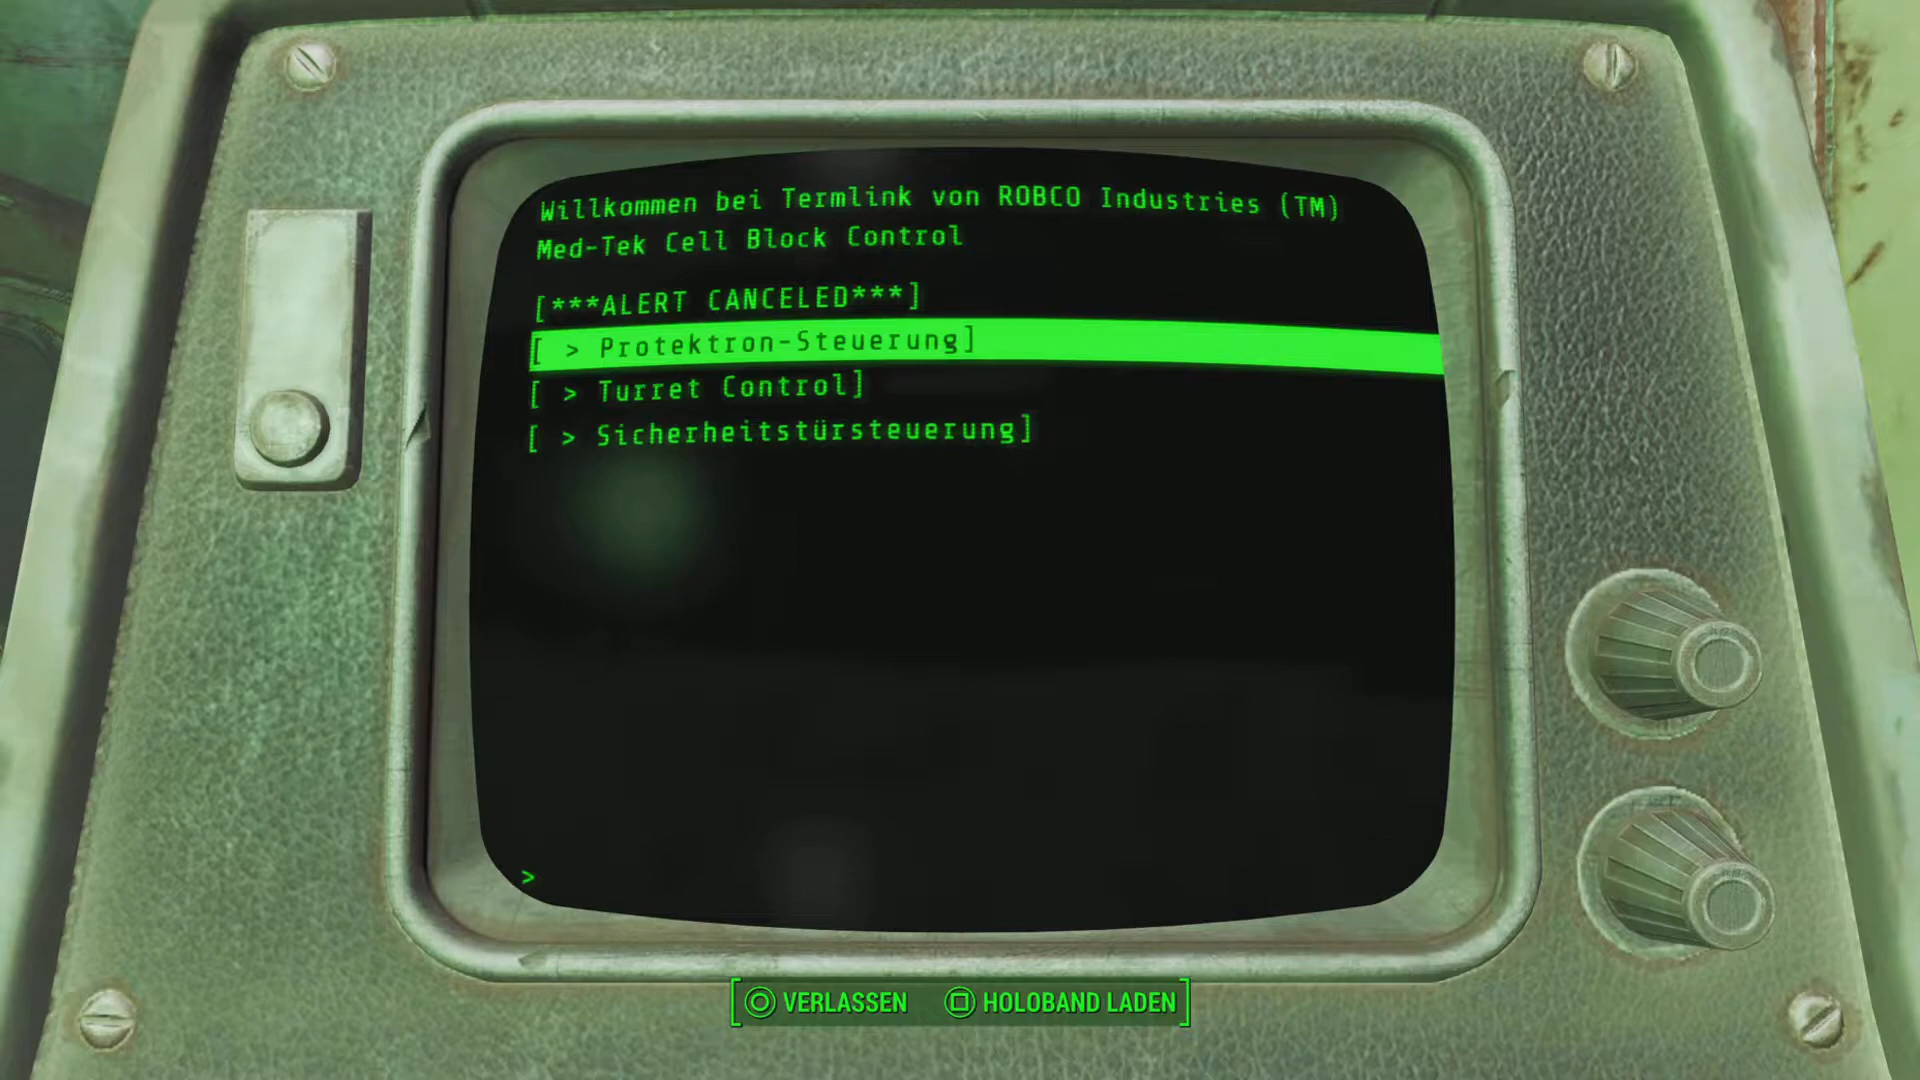 Willkommen bei Termlink von ROBCO Industries (TM)
Med-Tek Cell Block Control
[***ALERT CANCELED***]
[ > Protektron-Steuerung]
[ > Turret Control]
[ > Sicherheitstürsteuerung]
>
VERLASSEN HOLOBAND LADEN